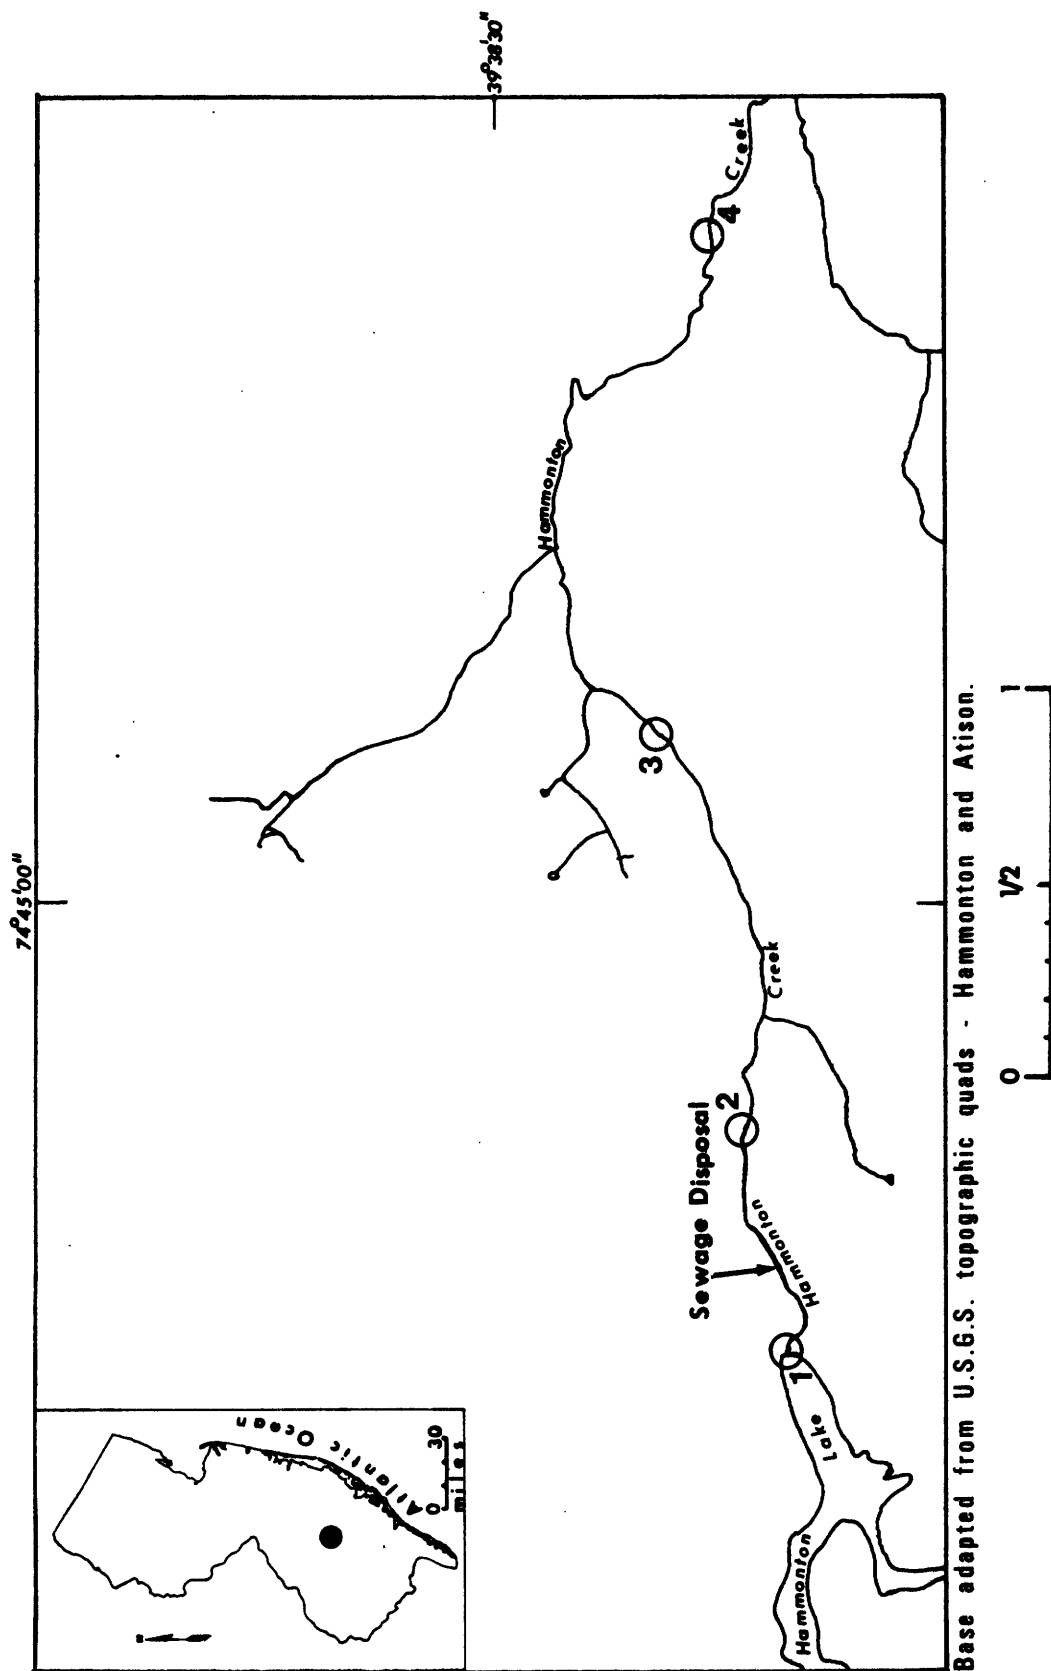 74°45'00"
39°38'30"
Atlantic Ocean
0 30
miles
Hammonton
Lake
1
Sewage Disposal
Hammonton
2
Creek
3
Hammonton
4
Creek
Base adapted from U.S.G.S. topographic quads - Hammonton and Atison.
0 1/2 1